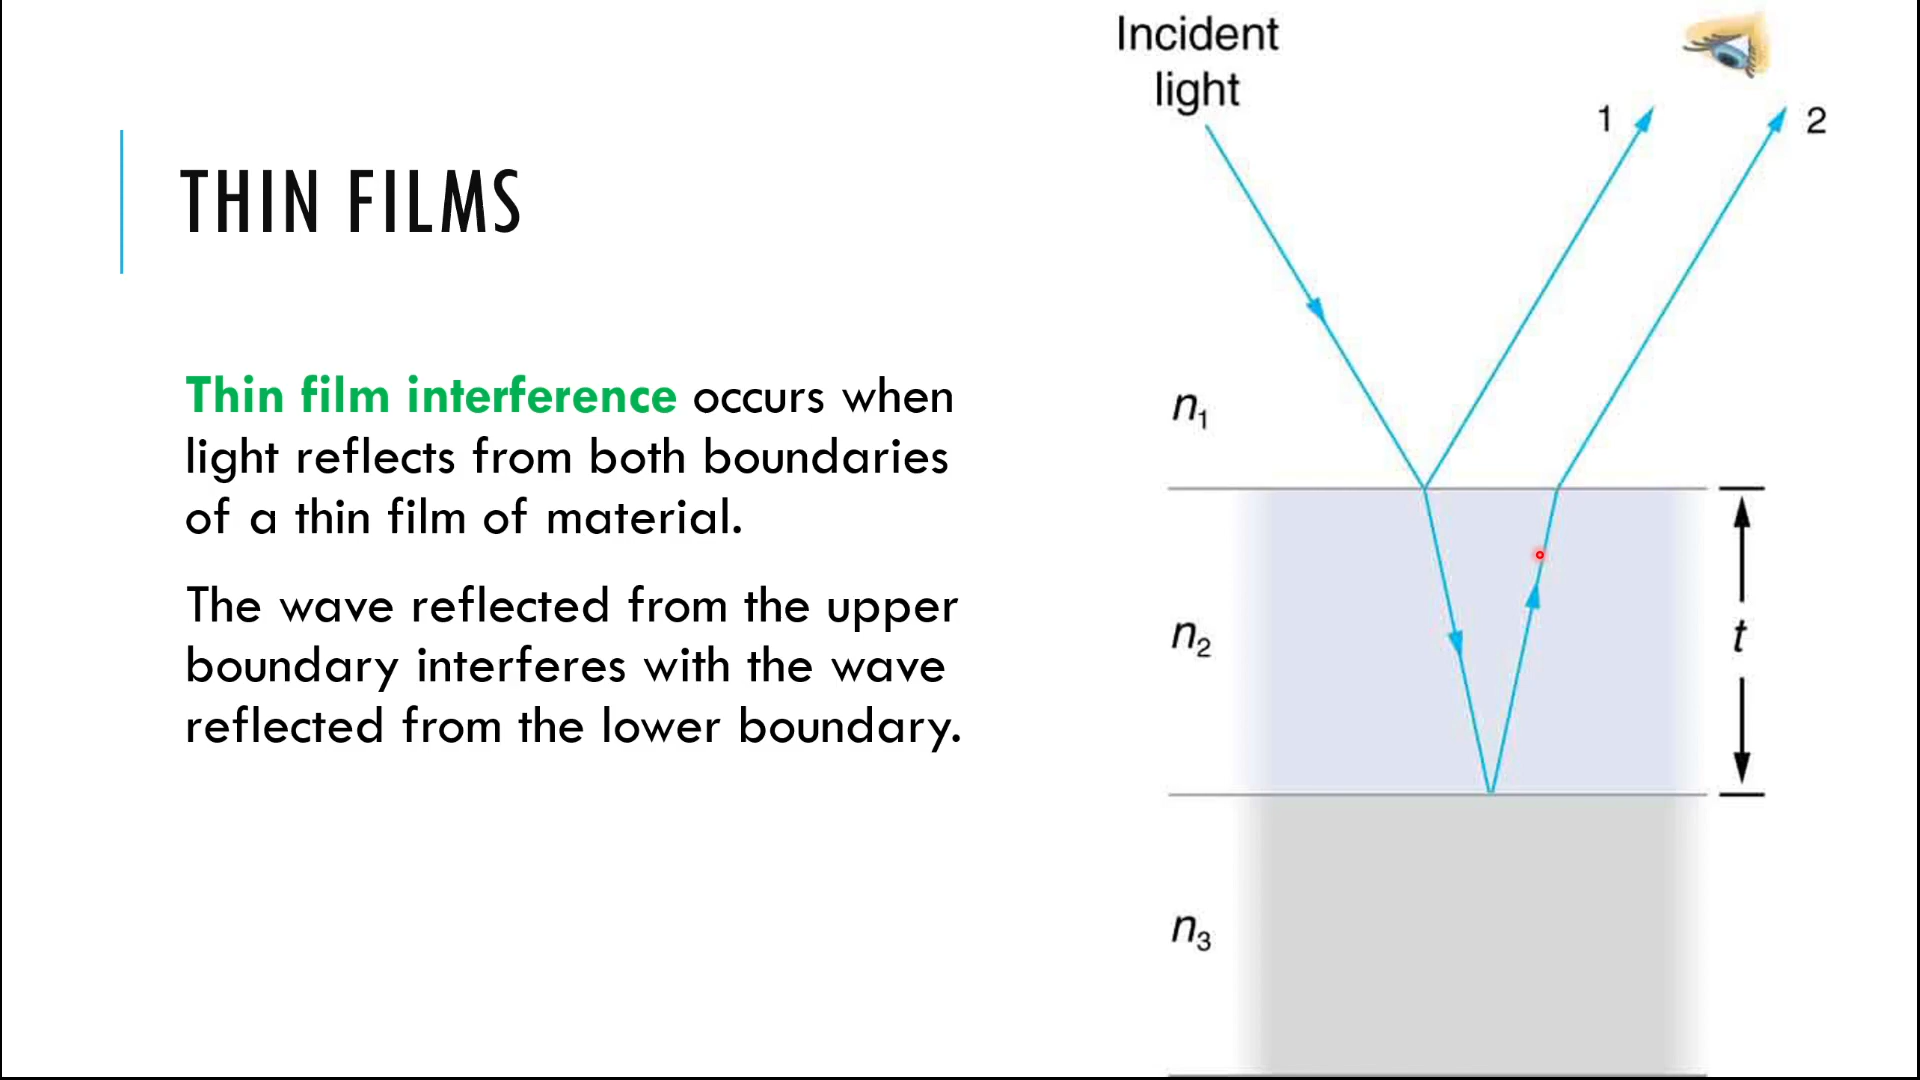 THIN FILMS
Thin film interference occurs when
light reflects from both boundaries
of a thin film of material.
The wave reflected from the upper
boundary interferes with the wave
reflected from the lower boundary.
Incident
light
1
2
n₁
n₂
t
n₃